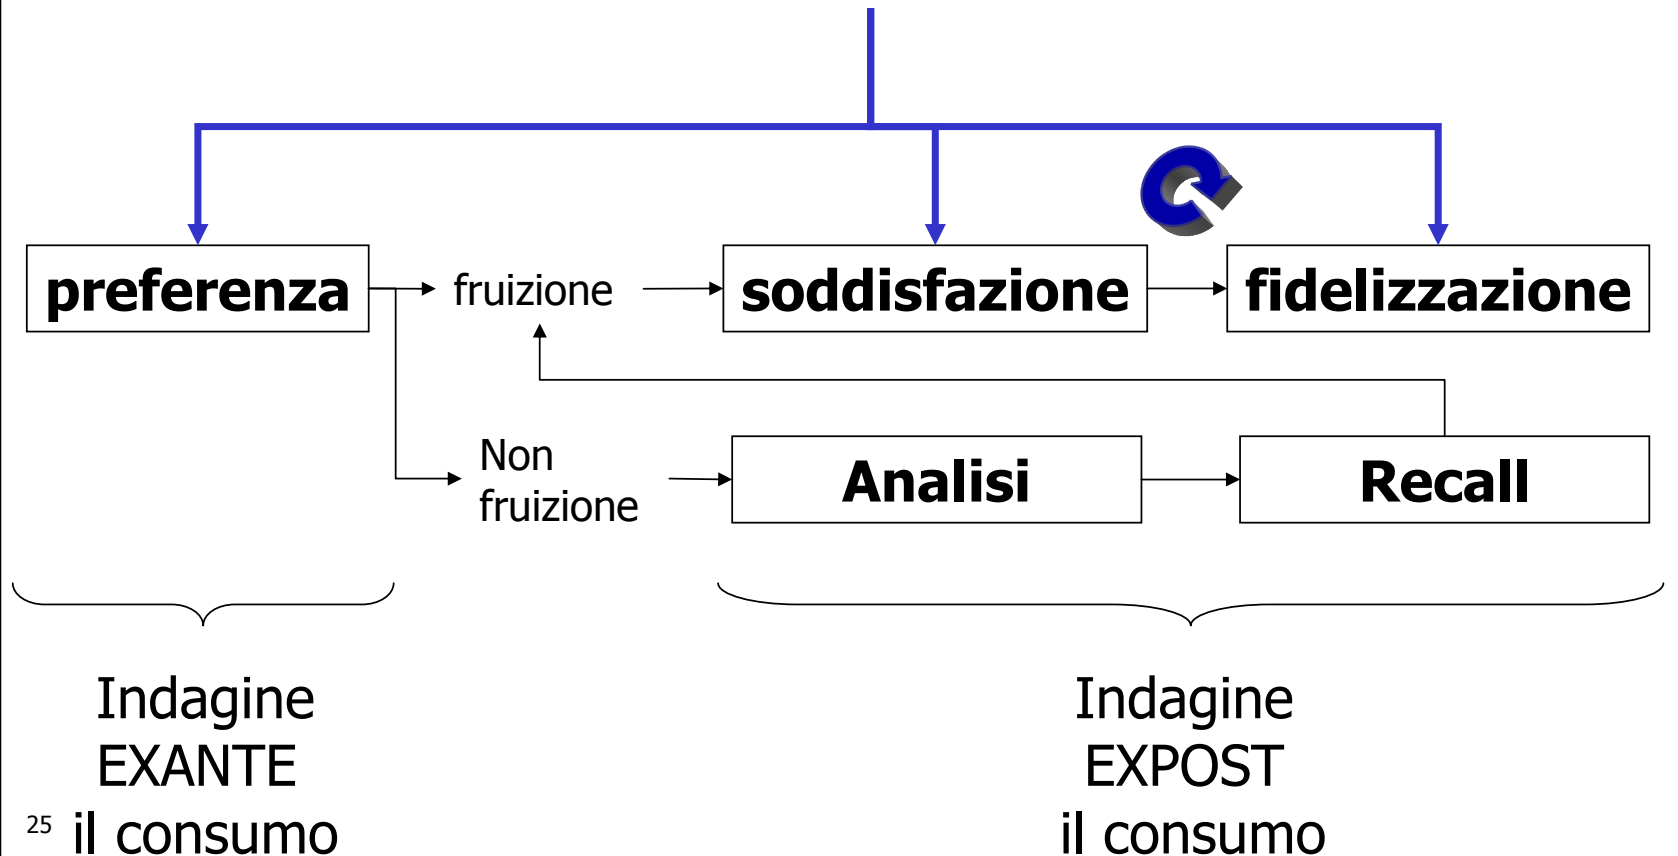 preferenza
fruizione
soddisfazione
fidelizzazione
Non
fruizione
Analisi
Recall
Indagine
EXANTE
il consumo
Indagine
EXPOST
il consumo
25